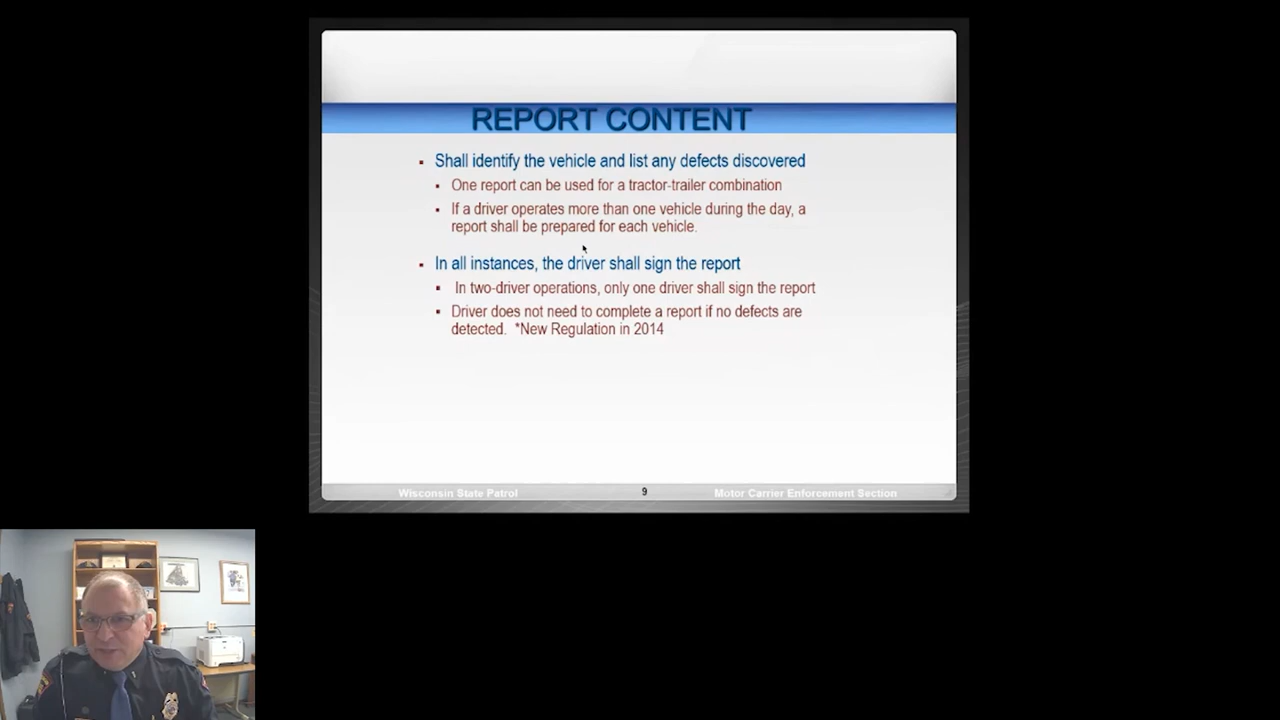 REPORT CONTENT
▪ Shall identify the vehicle and list any defects discovered
▪ One report can be used for a tractor-trailer combination
▪ If a driver operates more than one vehicle during the day, a
report shall be prepared for each vehicle.
▪ In all instances, the driver shall sign the report
▪ In two-driver operations, only one driver shall sign the report
▪ Driver does not need to complete a report if no defects are
detected. *New Regulation in 2014
Wisconsin State Patrol 9 Motor Carrier Enforcement Section